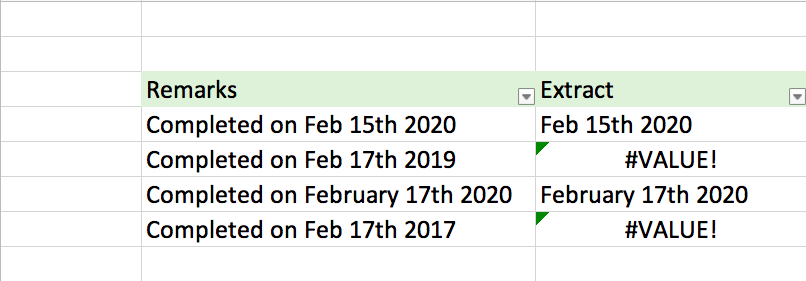 Remarks Extract
Completed on Feb 15th 2020 Feb 15th 2020
Completed on Feb 17th 2019 #VALUE!
Completed on February 17th 2020 February 17th 2020
Completed on Feb 17th 2017 #VALUE!